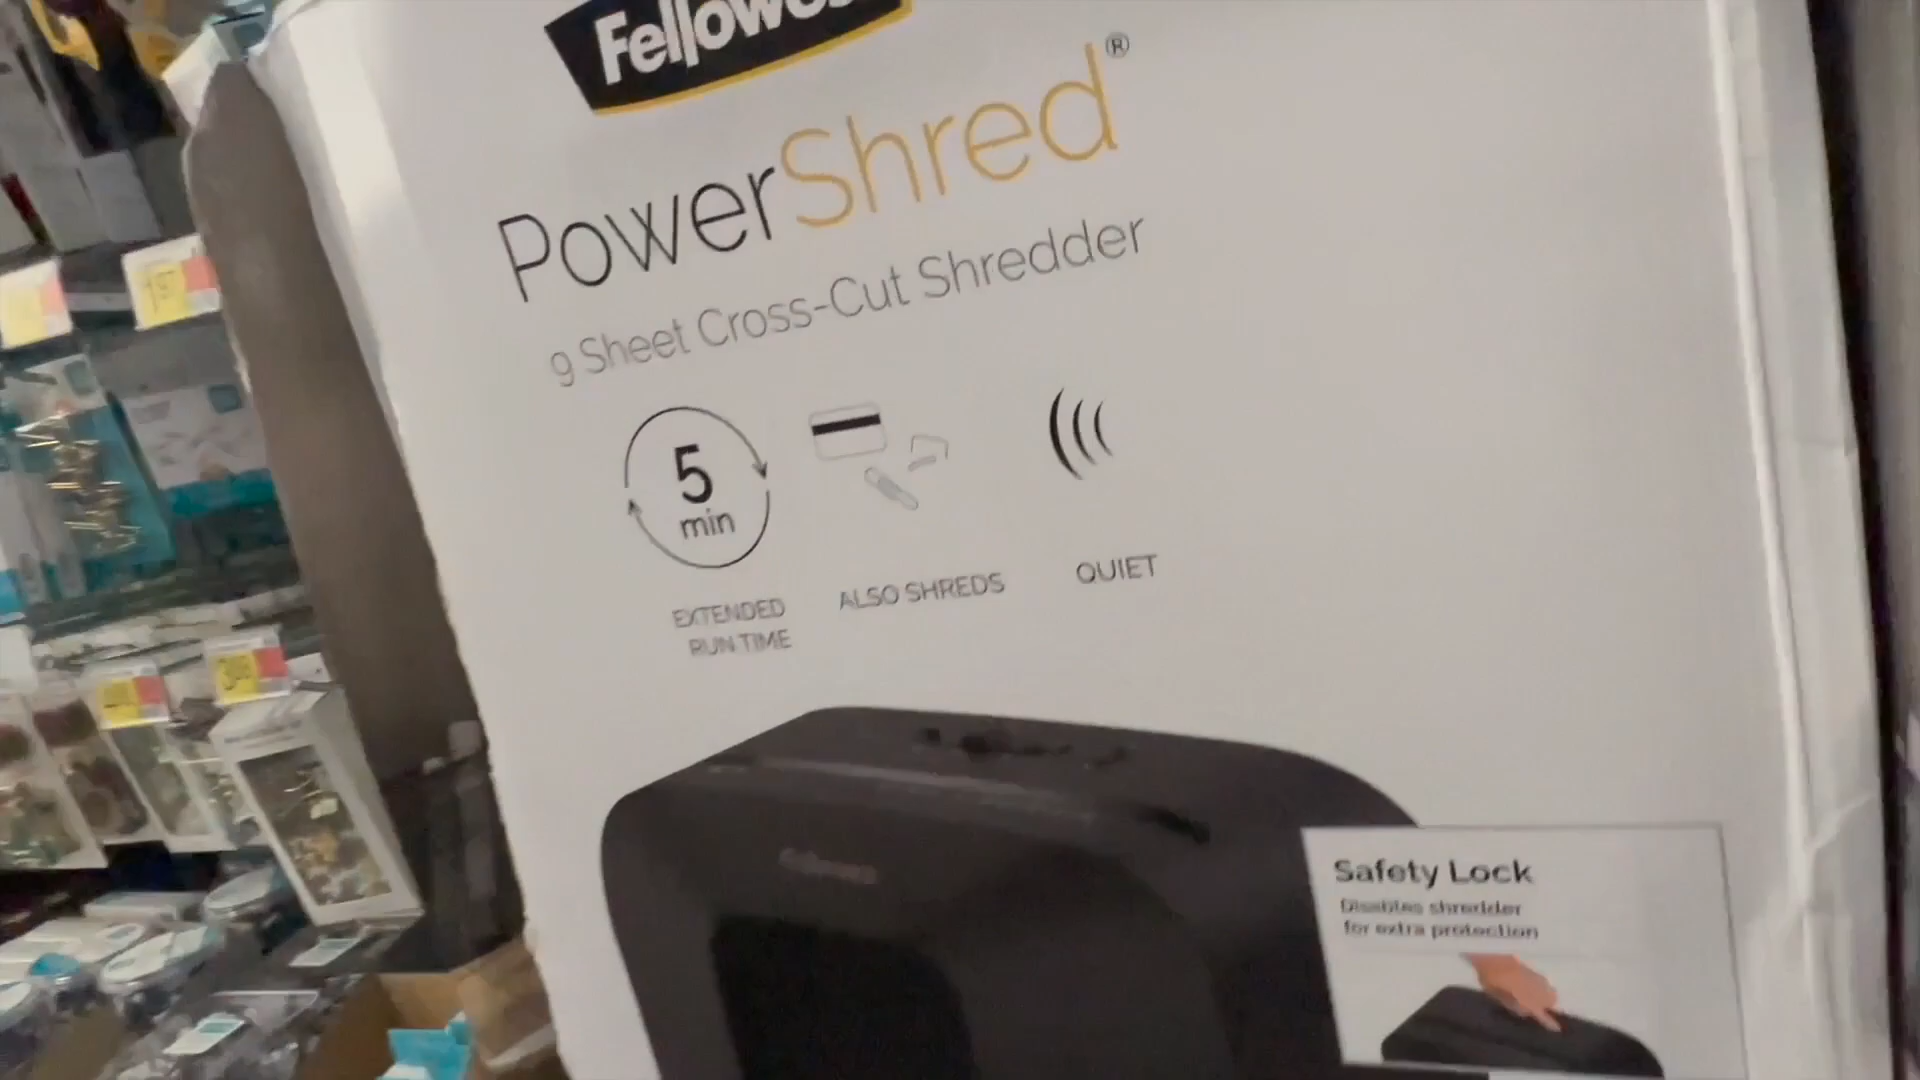 Fellowes
PowerShred®
9 Sheet Cross-Cut Shredder
5
min
EXTENDED
RUN TIME
ALSO SHREDS
QUIET
Safety Lock
Disables shredder
for extra protection